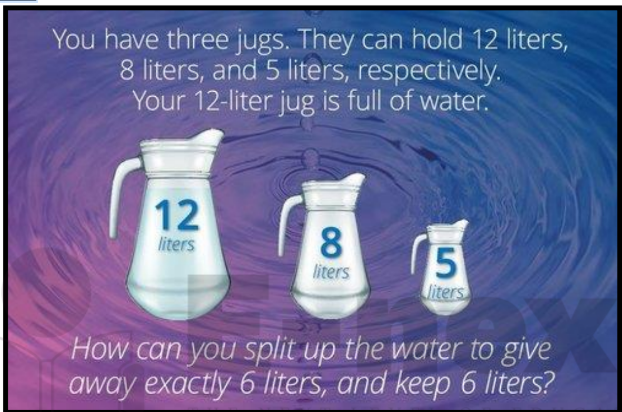 You have three jugs. They can hold 12 liters,
8 liters, and 5 liters, respectively.
Your 12-liter jug is full of water.
12
liters
8
liters
5
liters
How can you split up the water to give
away exactly 6 liters, and keep 6 liters?